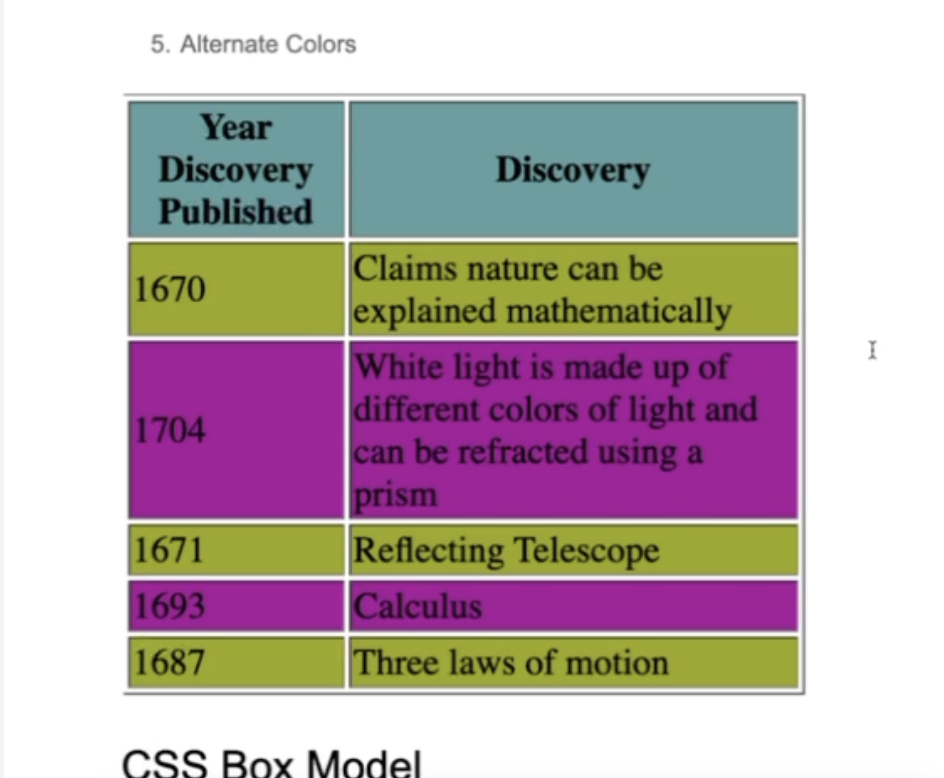 5. Alternate Colors
Year
Discovery
Published
Discovery
1670
Claims nature can be
explained mathematically
1704
White light is made up of
different colors of light and
can be refracted using a
prism
1671
Reflecting Telescope
1693
Calculus
1687
Three laws of motion
CSS Box Model